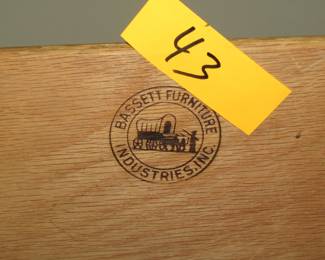 43
BASSETT FURNITURE
INDUSTRIES, INC.